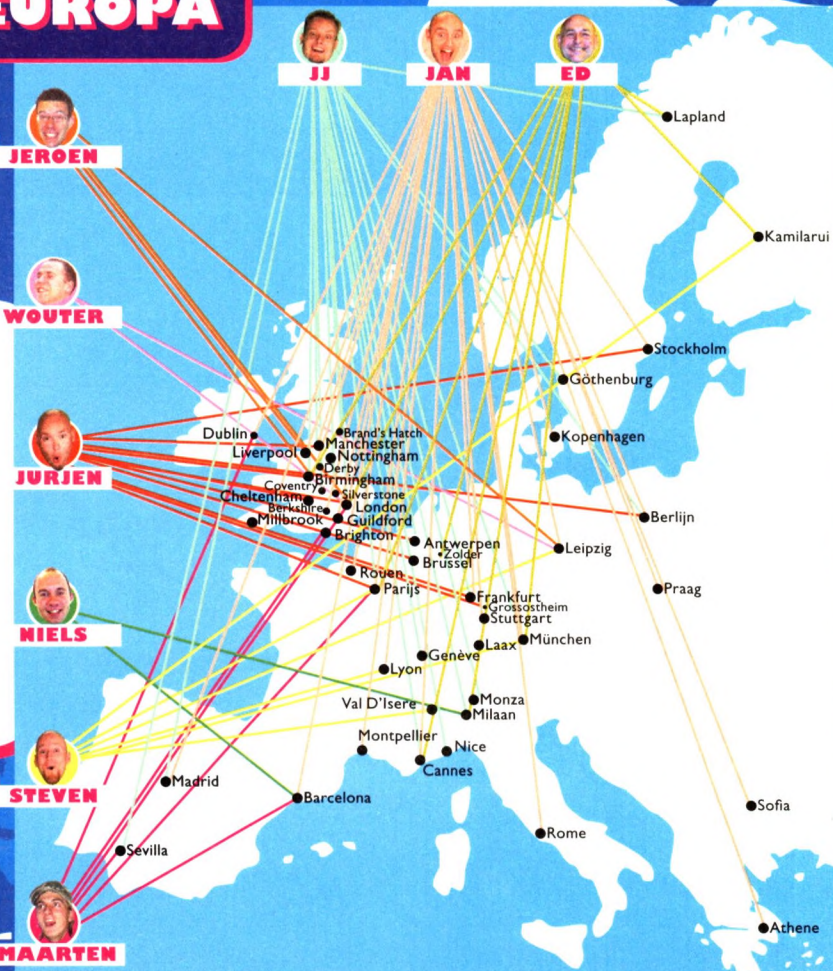 EUROPA
JJ
JAN
ED
Lapland
JEROEN
Kamilarui
WOUTER
Stockholm
Göthenburg
Dublin
Brand's Hatch
Kopenhagen
Manchester
Liverpool
Nottingham
Derby
JURJEN
Birmingham
Coventry
Silverstone
Cheltenham
London
Berkshire
Berlijn
Millbrook
Guildford
Brighton
Antwerpen
Leipzig
Zolder
Brussel
Rouen
Parijs
Praag
Frankfurt
Grossostheim
Stuttgart
NIELS
München
Laax
Genève
Lyon
Monza
Val D'Isere
Milaan
Montpellier
Nice
Cannes
Madrid
STEVEN
Barcelona
Sofia
Rome
Sevilla
Athene
MAARTEN